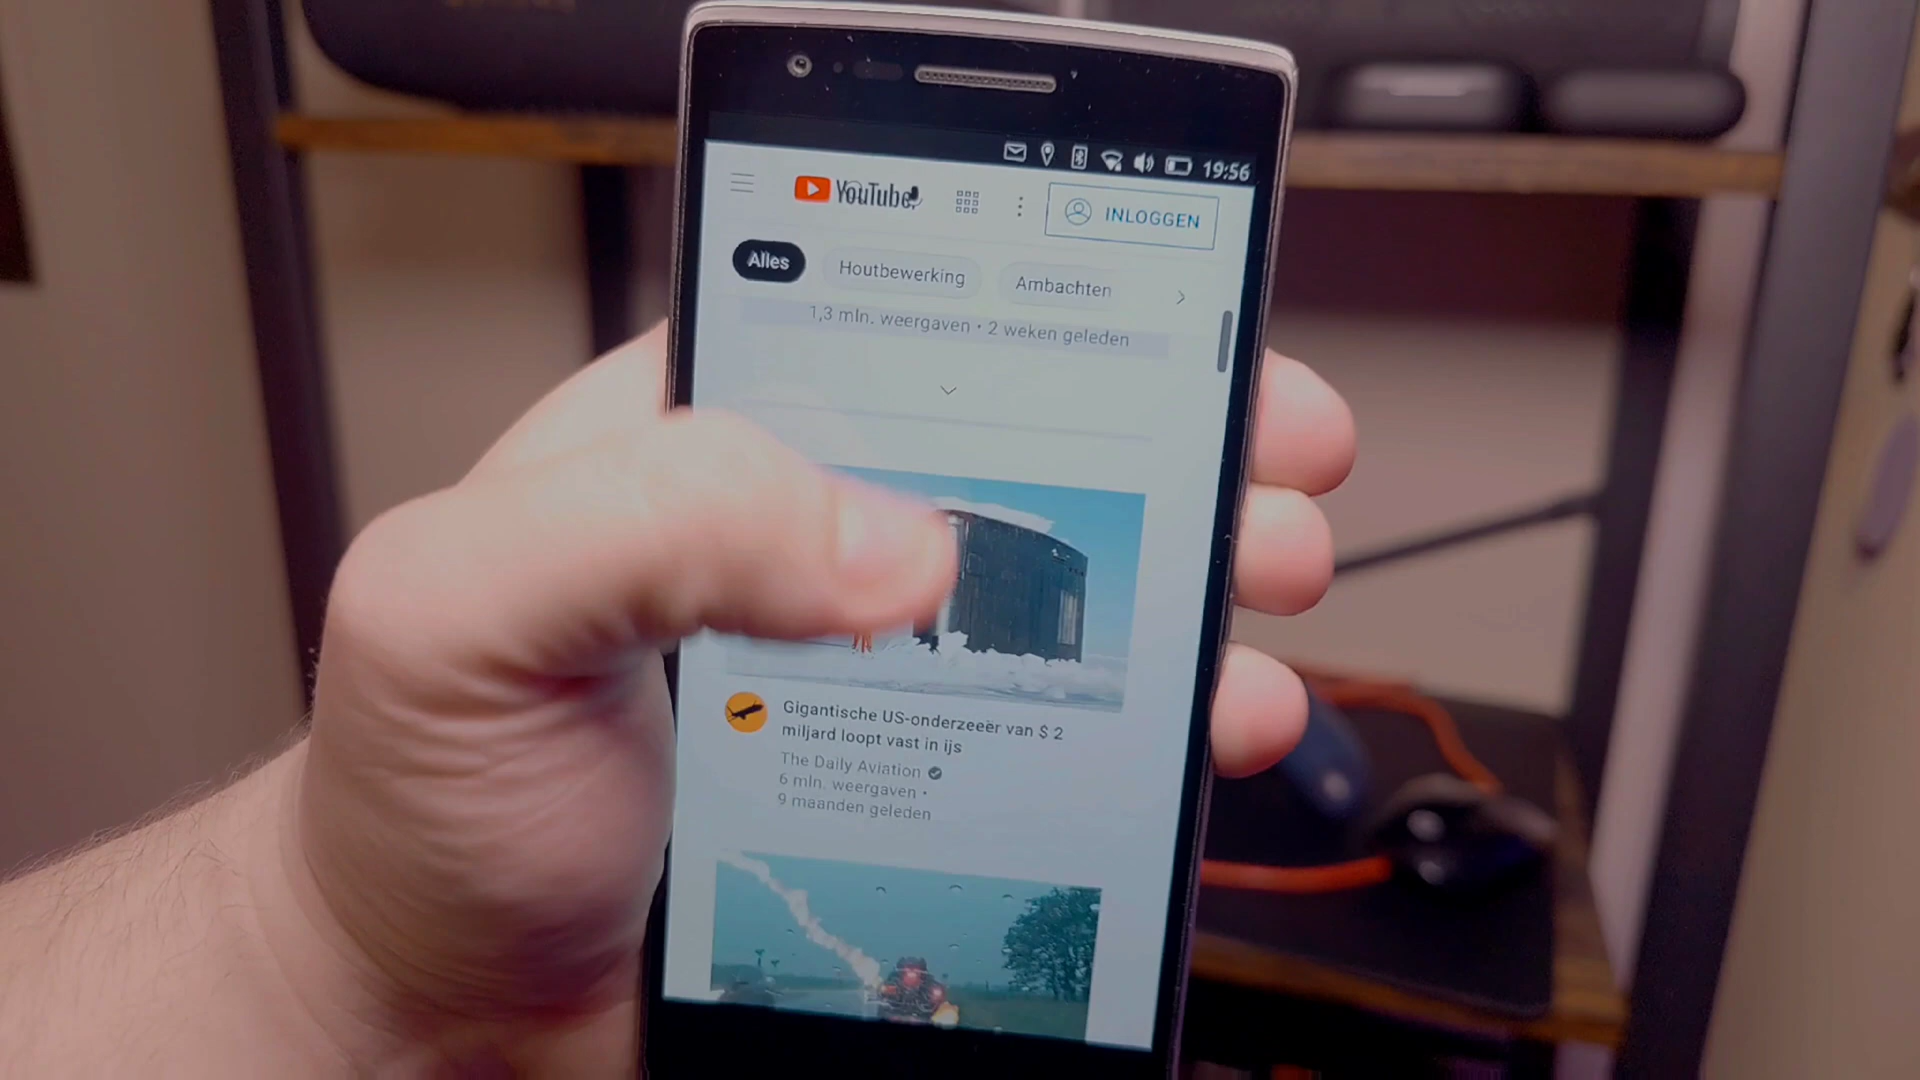 19:56
YouTube
INLOGGEN
Alles
Houtbewerking
Ambachten
1,3 mln. weergaven • 2 weken geleden
Gigantische US-onderzeeër van $ 2
miljard loopt vast in ijs
The Daily Aviation
6 mln. weergaven •
9 maanden geleden